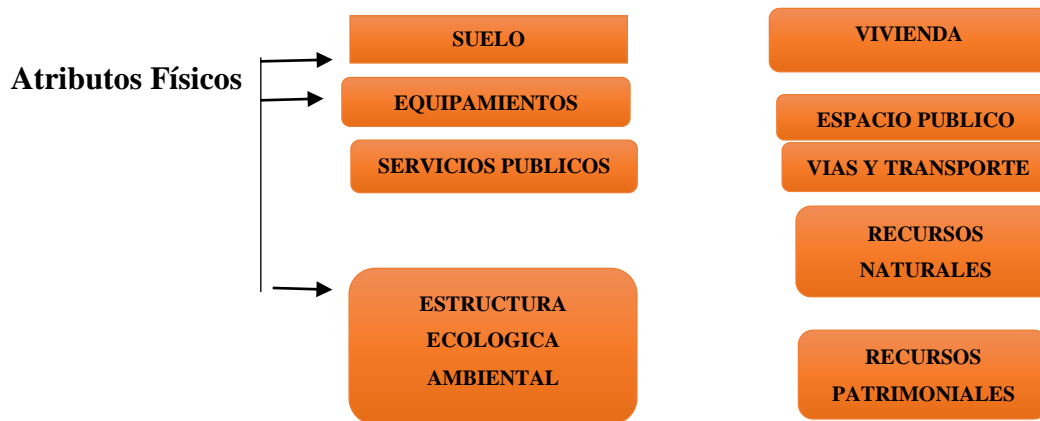 Atributos Físicos
SUELO
VIVIENDA
EQUIPAMIENTOS
ESPACIO PUBLICO
SERVICIOS PUBLICOS
VIAS Y TRANSPORTE
RECURSOS
NATURALES
ESTRUCTURA
ECOLOGICA
AMBIENTAL
RECURSOS
PATRIMONIALES